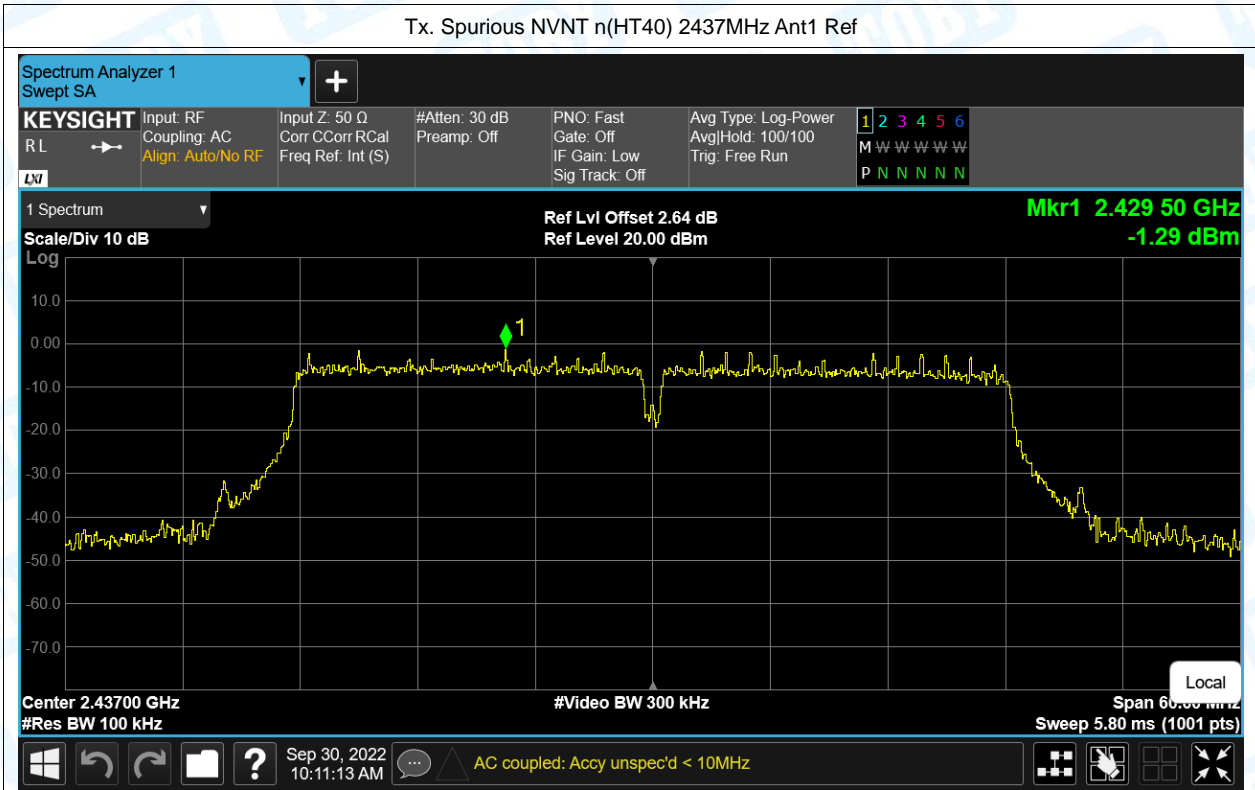 Tx. Spurious NVNT n(HT40) 2437MHz Ant1 Ref
Spectrum Analyzer 1
Swept SA
KEYSIGHT
RL
LXI
Input: RF
Coupling: AC
Align: Auto/No RF
Input Z: 50 Ω
Corr CCorr RCal
Freq Ref: Int (S)
#Atten: 30 dB
Preamp: Off
PNO: Fast
Gate: Off
IF Gain: Low
Sig Track: Off
Avg Type: Log-Power
Avg|Hold: 100/100
Trig: Free Run
1 2 3 4 5 6
M W W W W W
P N N N N N
1 Spectrum
Scale/Div 10 dB
Ref Lvl Offset 2.64 dB
Ref Level 20.00 dBm
Mkr1 2.429 50 GHz
-1.29 dBm
Log
10.0
0.00
-10.0
-20.0
-30.0
-40.0
-50.0
-60.0
-70.0
1
Local
Center 2.43700 GHz
#Video BW 300 kHz
Span 60.00 MHz
#Res BW 100 kHz
Sweep 5.80 ms (1001 pts)
?
Sep 30, 2022
10:11:13 AM
AC coupled: Accy unspec'd < 10MHz